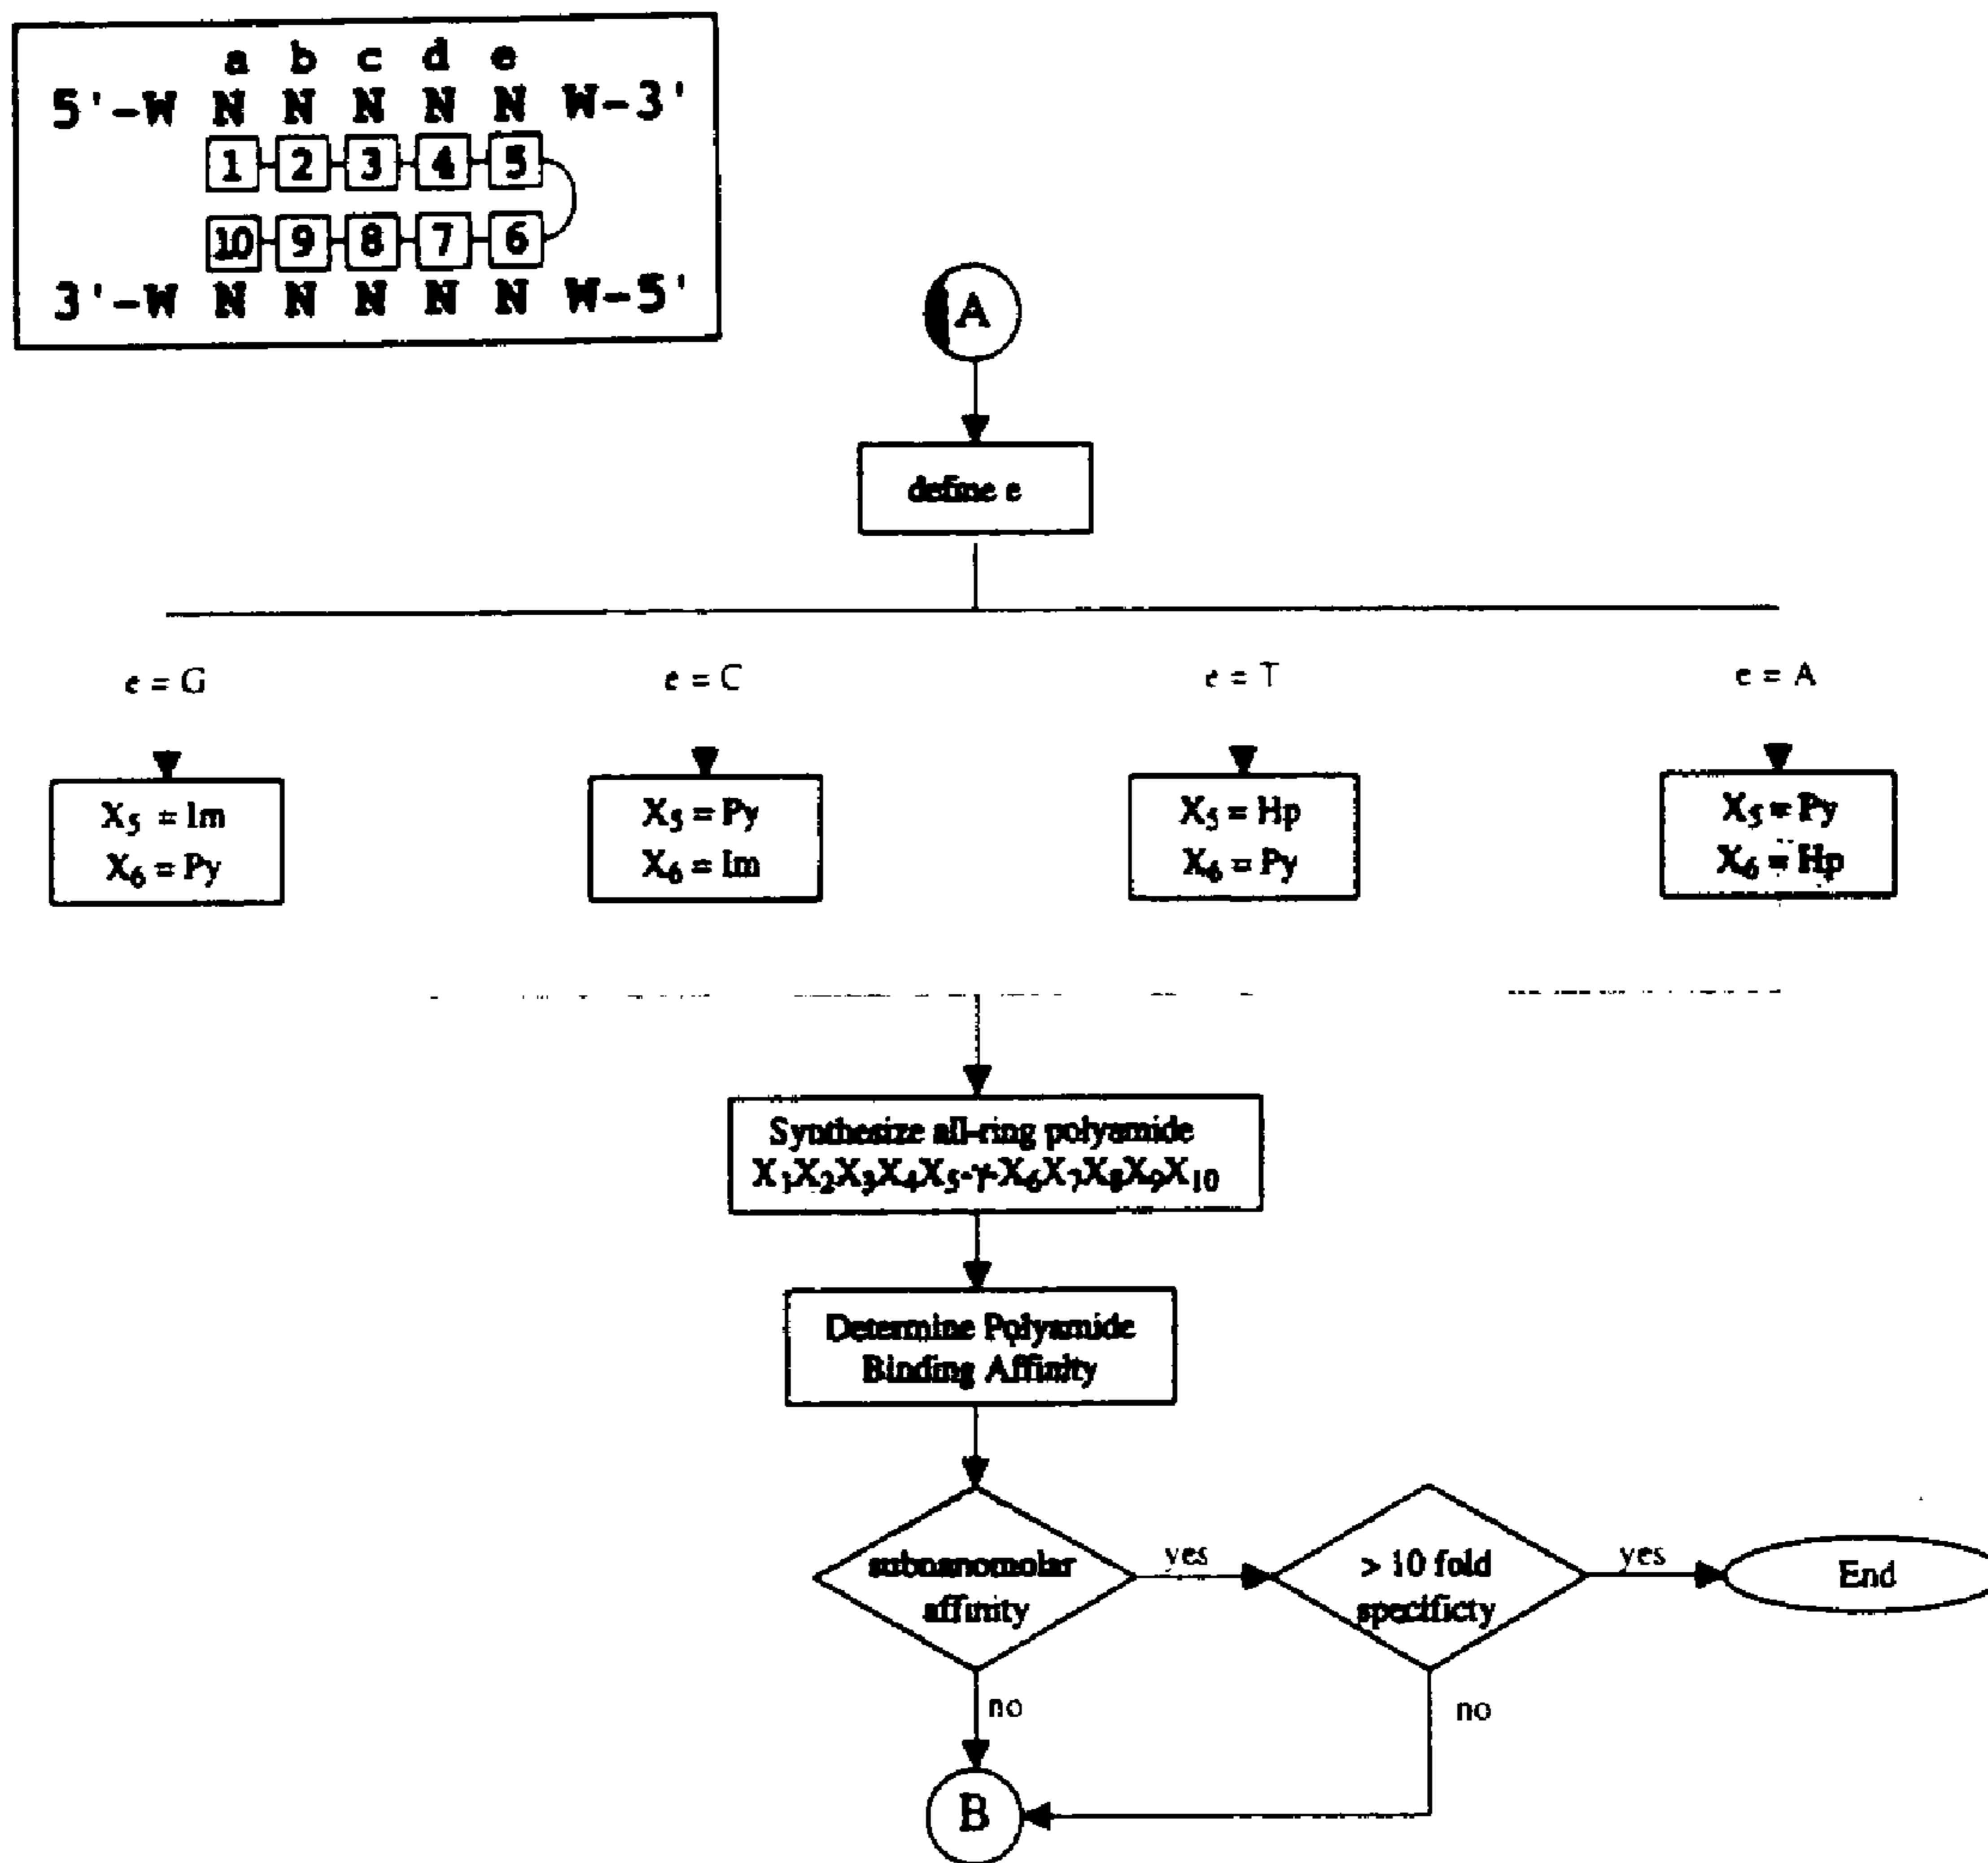 a b c d e
5'-W N N N N N W-3'
1 2 3 4 5
10 9 8 7 6
3'-W N N N N N W-5'
A
define e
e = G
e = C
e = T
e = A
X5 = Im
X6 = Py
X5 = Py
X6 = Im
X5 = Hp
X6 = Py
X5 = Py
X6 = Hp
Synthesize all-ring polyamide
X1X2X3X4X5-γ-X6X7X8X9X10
Determine Polyamide
Binding Affinity
subnanomolar
affinity
yes
> 10 fold
specificty
yes
End
no
no
B